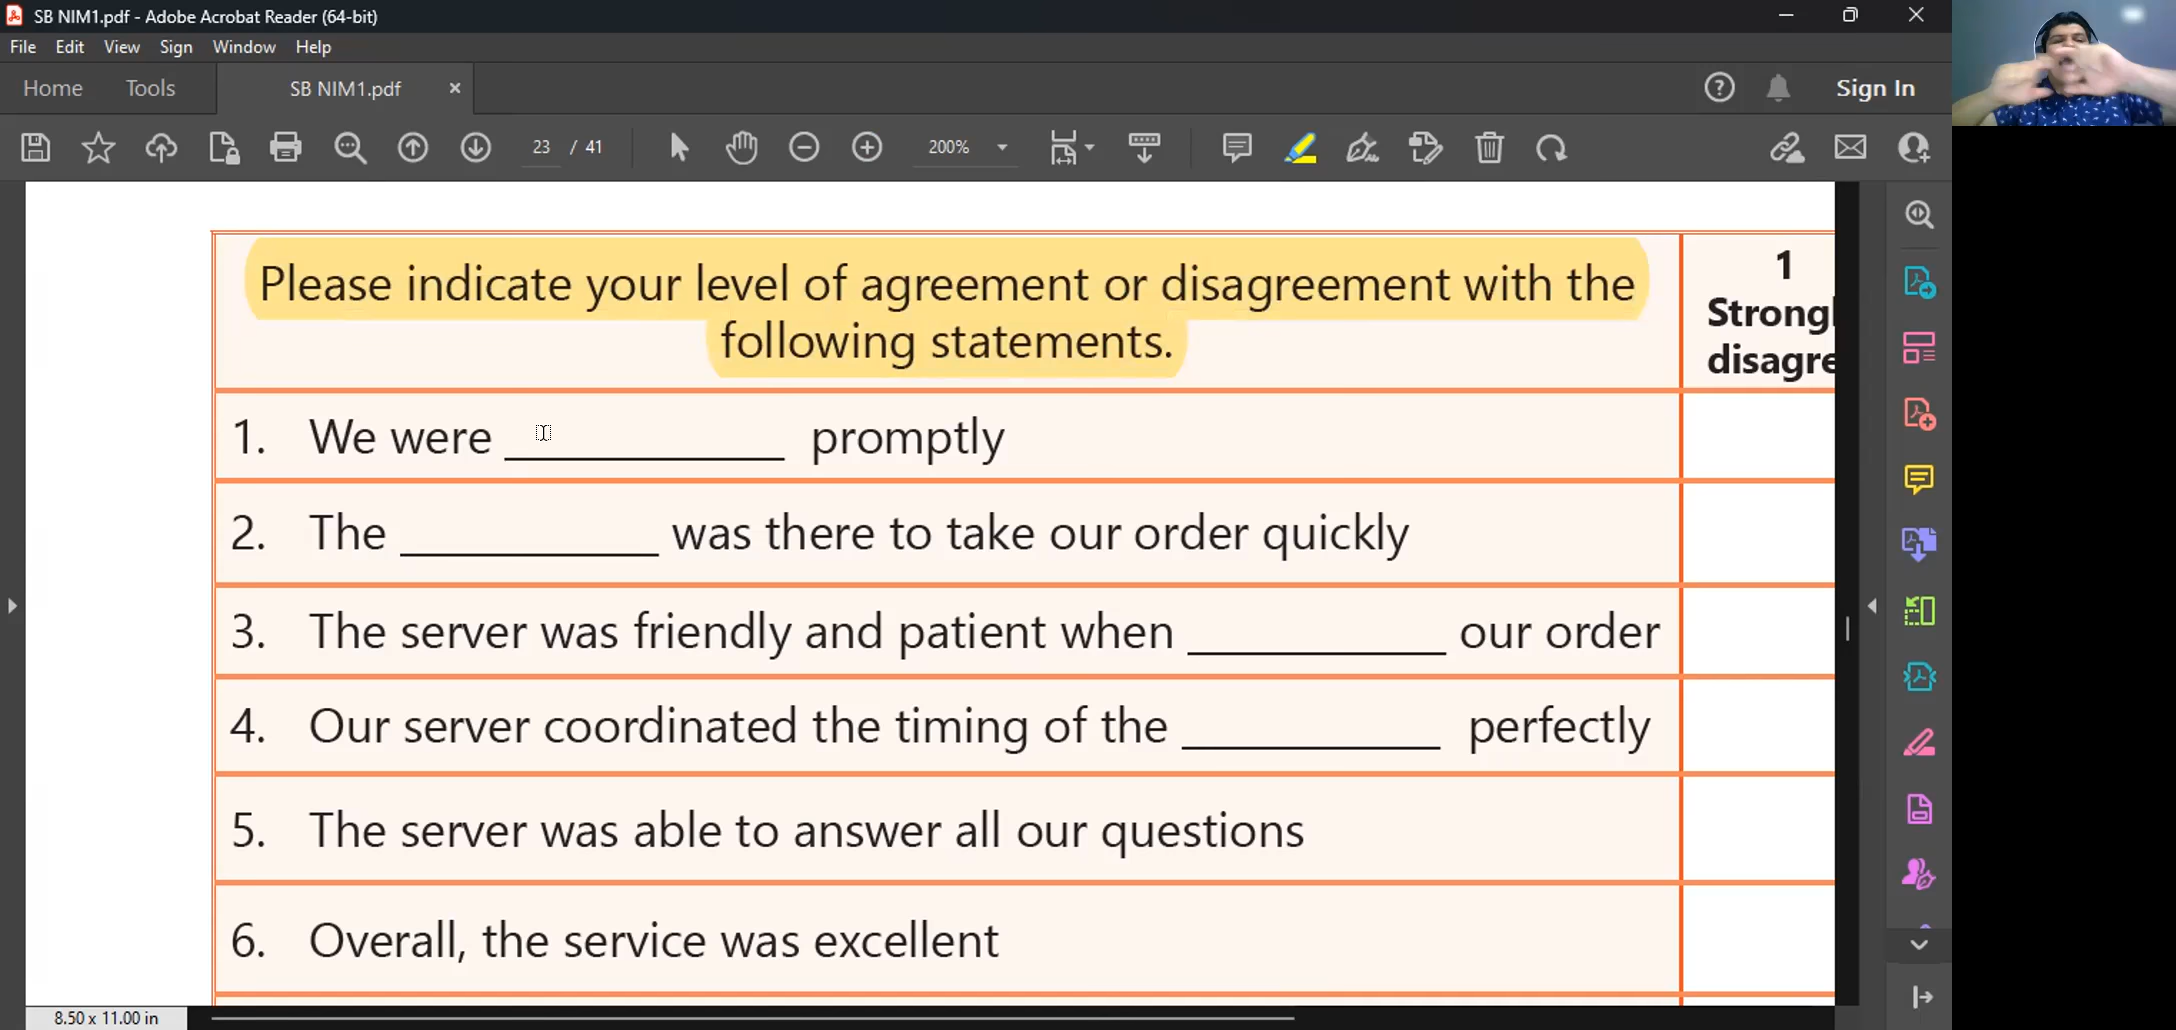 SB NIM1.pdf - Adobe Acrobat Reader (64-bit)
File Edit View Sign Window Help
Home Tools SB NIM1.pdf × Sign In
23 / 41 200%
Please indicate your level of agreement or disagreement with the
following statements.
1
Strongl
disagre
1. We were ____________ promptly
2. The ___________ was there to take our order quickly
3. The server was friendly and patient when ___________ our order
4. Our server coordinated the timing of the ___________ perfectly
5. The server was able to answer all our questions
6. Overall, the service was excellent
8.50 x 11.00 in